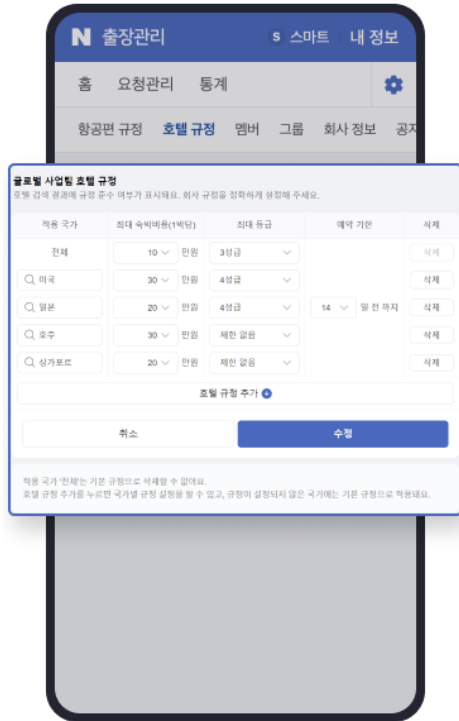 N 출장관리 S 스마트 내 정보
홈 요청관리 통계
항공편 규정 호텔 규정 멤버 그룹 회사 정보 공지
글로벌 사업팀 호텔 규정
호텔 검색 결과에 규정 준수 여부가 표시돼요. 회사 규정을 정확하게 설정해 주세요.
적용 국가 최대 숙박비용(1박당) 최대 등급 예약 기한 삭제
전체 10 만원 3성급 삭제
미국 30 만원 4성급 삭제
일본 20 만원 4성급 14 일 전 까지 삭제
호주 30 만원 제한 없음 삭제
싱가포르 20 만원 제한 없음 삭제
호텔 규정 추가
취소 수정
적용 국가 '전체'는 기본 규정으로 삭제할 수 없어요.
호텔 규정 추가를 누르면 국가별 규정 설정을 할 수 있고, 규정이 설정되지 않은 국가에는 기본 규정으로 적용돼요.